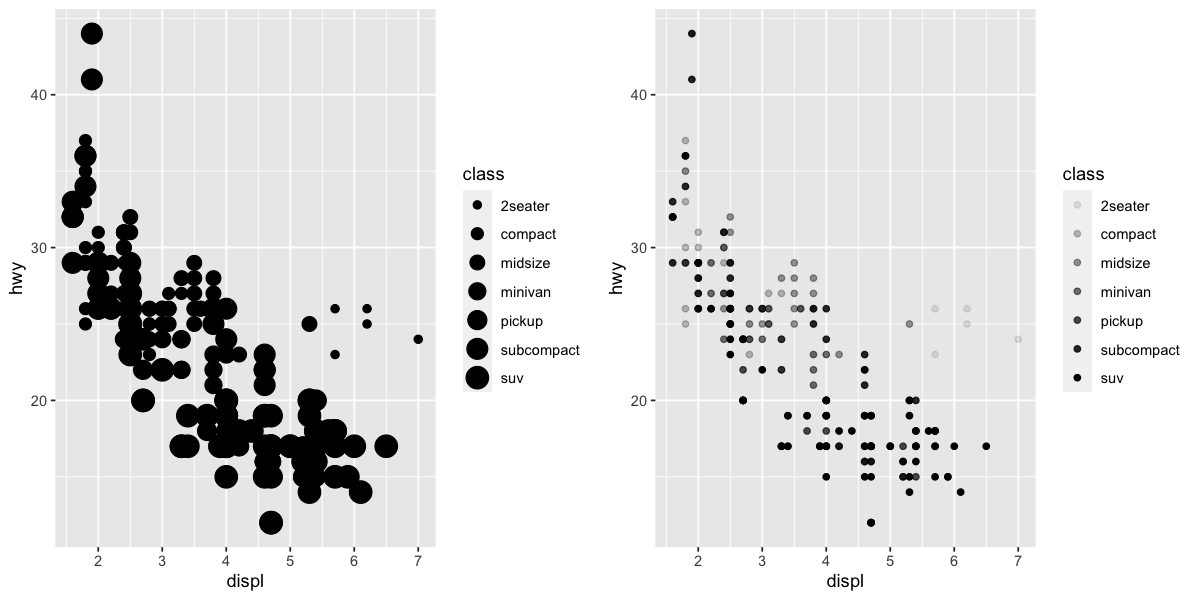 hwy
40
30
20
2
3
4
5
6
7
displ
class
2seater
compact
midsize
minivan
pickup
subcompact
suv
hwy
40
30
20
2
3
4
5
6
7
displ
class
2seater
compact
midsize
minivan
pickup
subcompact
suv